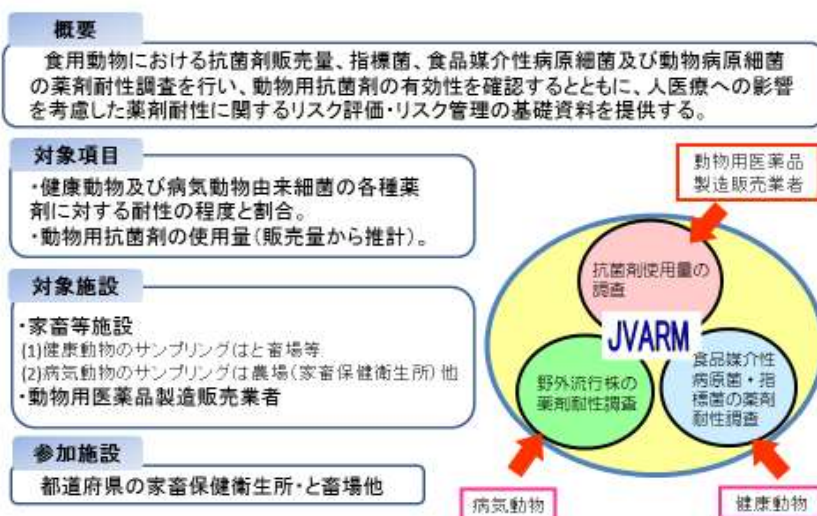 概要
食用動物における抗菌剤販売量、指標菌、食品媒介性病原細菌及び動物病原細菌
の薬剤耐性調査を行い、動物用抗菌剤の有効性を確認するとともに、人医療への影響
を考慮した薬剤耐性に関するリスク評価・リスク管理の基礎資料を提供する。
対象項目
・健康動物及び病気動物由来細菌の各種薬
剤に対する耐性の程度と割合。
・動物用抗菌剤の使用量(販売量から推計)。
対象施設
・家畜等施設
(1)健康動物のサンプリングはと畜場等
(2)病気動物のサンプリングは農場(家畜保健衛生所)他
・動物用医薬品製造販売業者
参加施設
都道府県の家畜保健衛生所・と畜場他
動物用医薬品
製造販売業者
抗菌剤使用量の
調査
JVARM
野外流行株の
薬剤耐性調査
食品媒介性
病原菌・指
標菌の薬剤
耐性調査
病気動物
健康動物